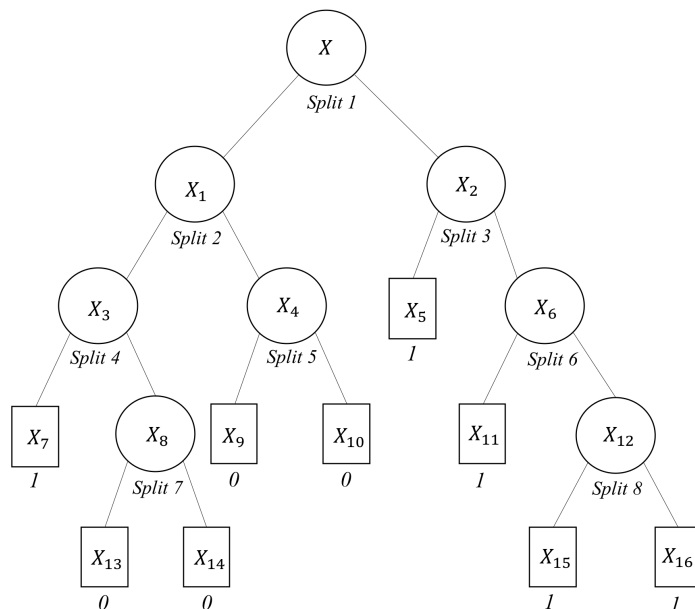 X
Split 1
X₁
X₂
Split 2
Split 3
X₃
X₄
X₅
X₆
Split 4
Split 5
1
Split 6
X₇
X₈
X₉
X₁₀
X₁₁
X₁₂
1
Split 7
0
0
1
Split 8
X₁₃
X₁₄
X₁₅
X₁₆
0
0
1
1